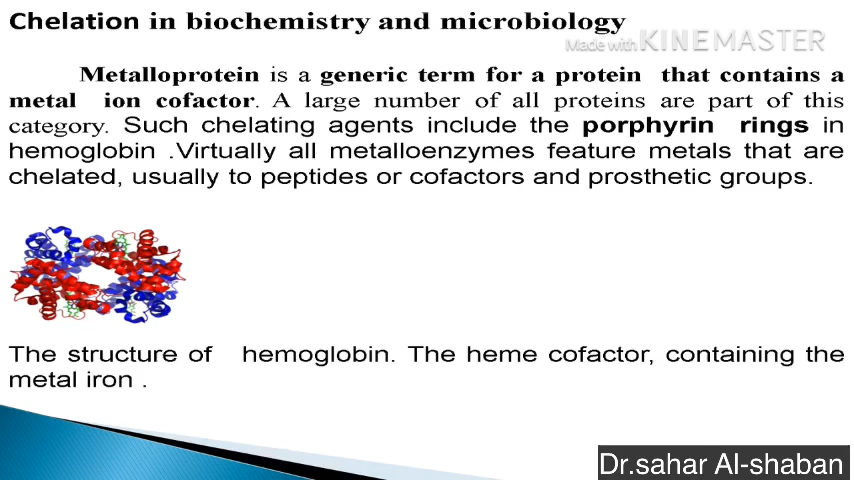 Chelation in biochemistry and microbiology
Made with KINEMASTER
Metalloprotein is a generic term for a protein that contains a
metal ion cofactor. A large number of all proteins are part of this
category. Such chelating agents include the porphyrin rings in
hemoglobin .Virtually all metalloenzymes feature metals that are
chelated, usually to peptides or cofactors and prosthetic groups.
The structure of hemoglobin. The heme cofactor, containing the
metal iron .
Dr.sahar Al-shaban